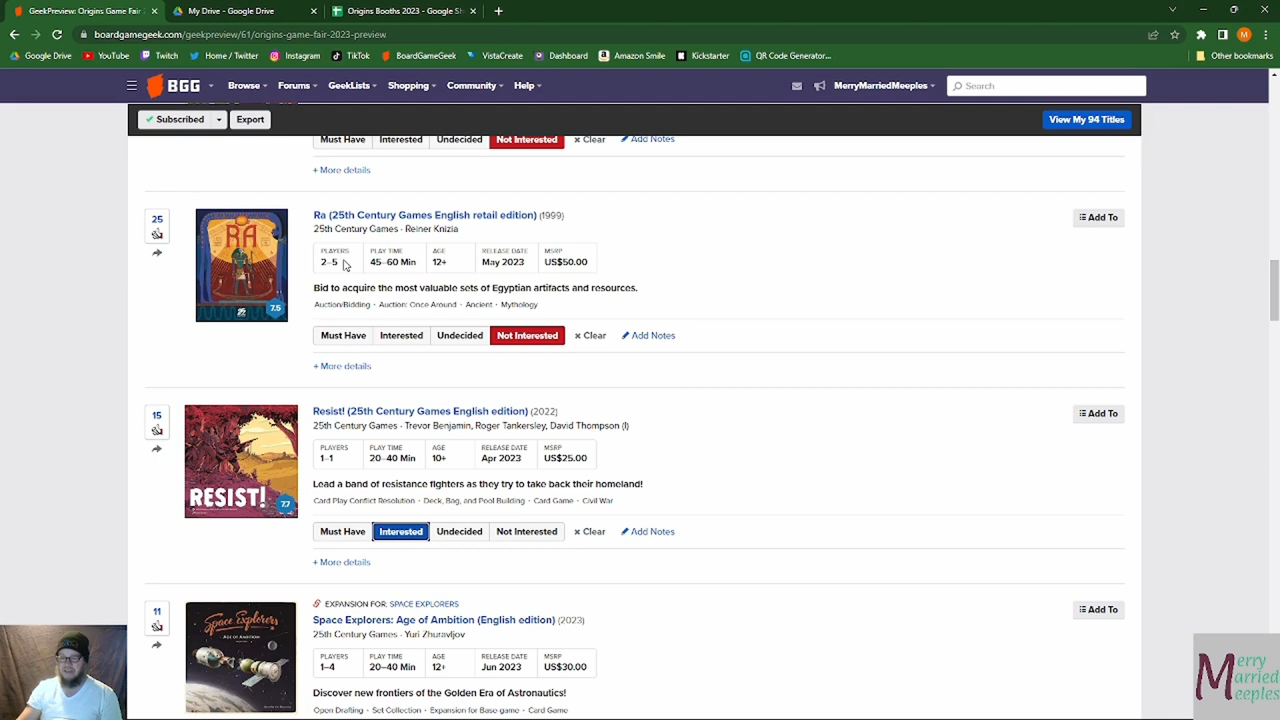 GeekPreview: Origins Game Fair
My Drive - Google Drive
Origins Booths 2023 - Google Sh
boardgamegeek.com/geekpreview/61/origins-game-fair-2023-preview
Google Drive YouTube Twitch Home / Twitter TikTok BoardGameGeek VistaCreate Dashboard Amazon Smile Kickstarter QR Code Generator... Other bookmarks
BGG Browse Forums GeekLists Shopping Community Help MerryMarriedMeeples Search
Subscribed Export View My 94 Titles
Must Have Interested Undecided Not Interested Clear Add Notes
+ More details
25
Ra (25th Century Games English retail edition) (1999)
Add To
25th Century Games · Reiner Knizia
RA
PLAYERS PLAY TIME AGE RELEASE DATE MSRP
2–5 45–60 Min 12+ May 2023 US$50.00
Bid to acquire the most valuable sets of Egyptian artifacts and resources.
Auction/Bidding · Auction: Once Around · Ancient · Mythology
7.5
Must Have Interested Undecided Not Interested Clear Add Notes
+ More details
15
Resist! (25th Century Games English edition) (2022)
Add To
25th Century Games · Trevor Benjamin, Roger Tankersley, David Thompson (I)
PLAYERS PLAY TIME AGE RELEASE DATE MSRP
1–1 20–40 Min 10+ Apr 2023 US$25.00
Lead a band of resistance fighters as they try to take back their homeland!
RESIST!
7.7
Card Play Conflict Resolution · Deck, Bag, and Pool Building · Card Game · Civil War
Must Have Interested Undecided Not Interested Clear Add Notes
+ More details
11
EXPANSION FOR: SPACE EXPLORERS
Add To
Space Explorers: Age of Ambition (English edition) (2023)
25th Century Games · Yuri Zhuravljov
Space Explorers
AGE OF AMBITION
PLAYERS PLAY TIME AGE RELEASE DATE MSRP
1–4 20–40 Min 12+ Jun 2023 US$30.00
Discover new frontiers of the Golden Era of Astronautics!
Open Drafting · Set Collection · Expansion for Base-game · Card Game
Merry
Married
Meeples